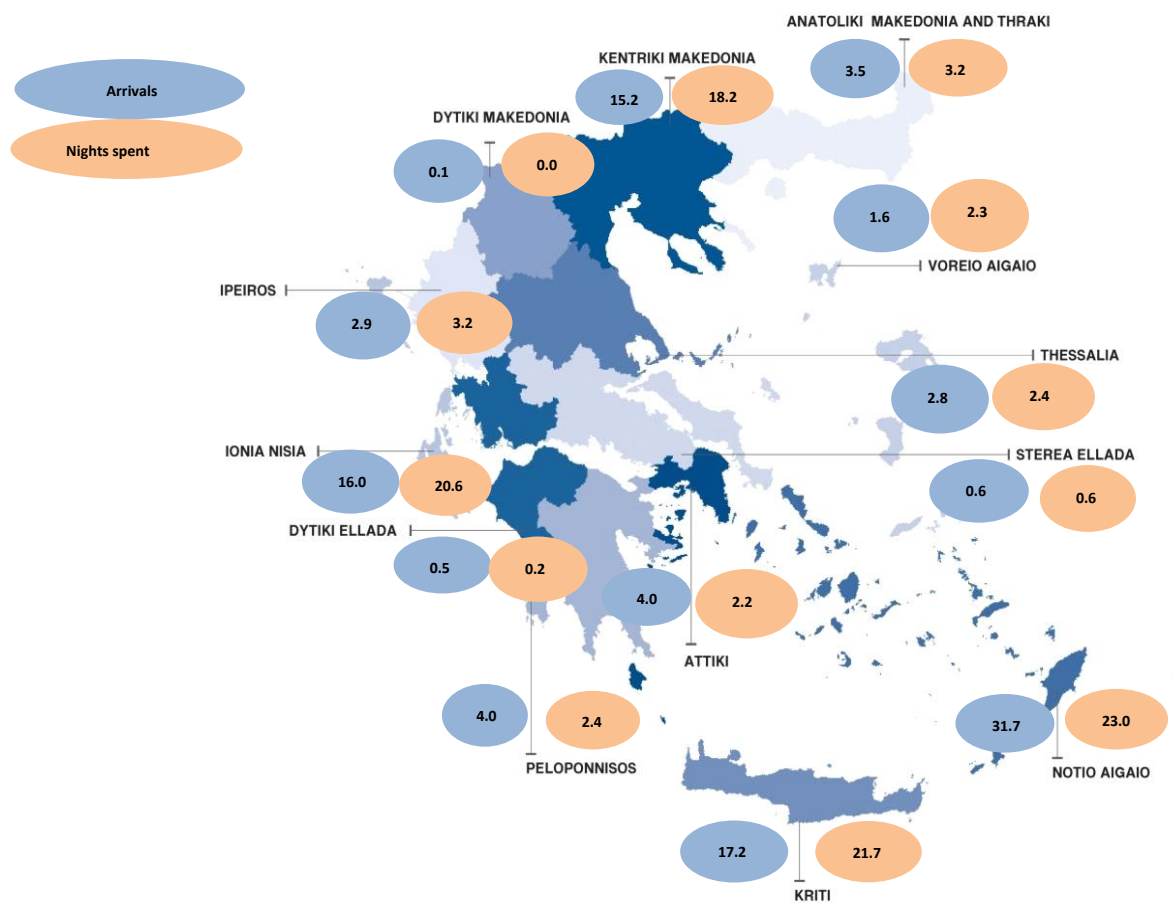 ANATOLIKI  MAKEDONIA AND THRAKI
3.5
3.2
KENTRIKI MAKEDONIA
15.2
18.2
Arrivals
Nights spent
DYTIKI MAKEDONIA
0.1
0.0
1.6
2.3
VOREIO AIGAIO
IPEIROS
2.9
3.2
THESSALIA
2.8
2.4
IONIA NISIA
16.0
20.6
STEREA ELLADA
0.6
0.6
DYTIKI ELLADA
0.5
0.2
4.0
2.2
ATTIKI
4.0
2.4
PELOPONNISOS
31.7
23.0
NOTIO AIGAIO
17.2
21.7
KRITI